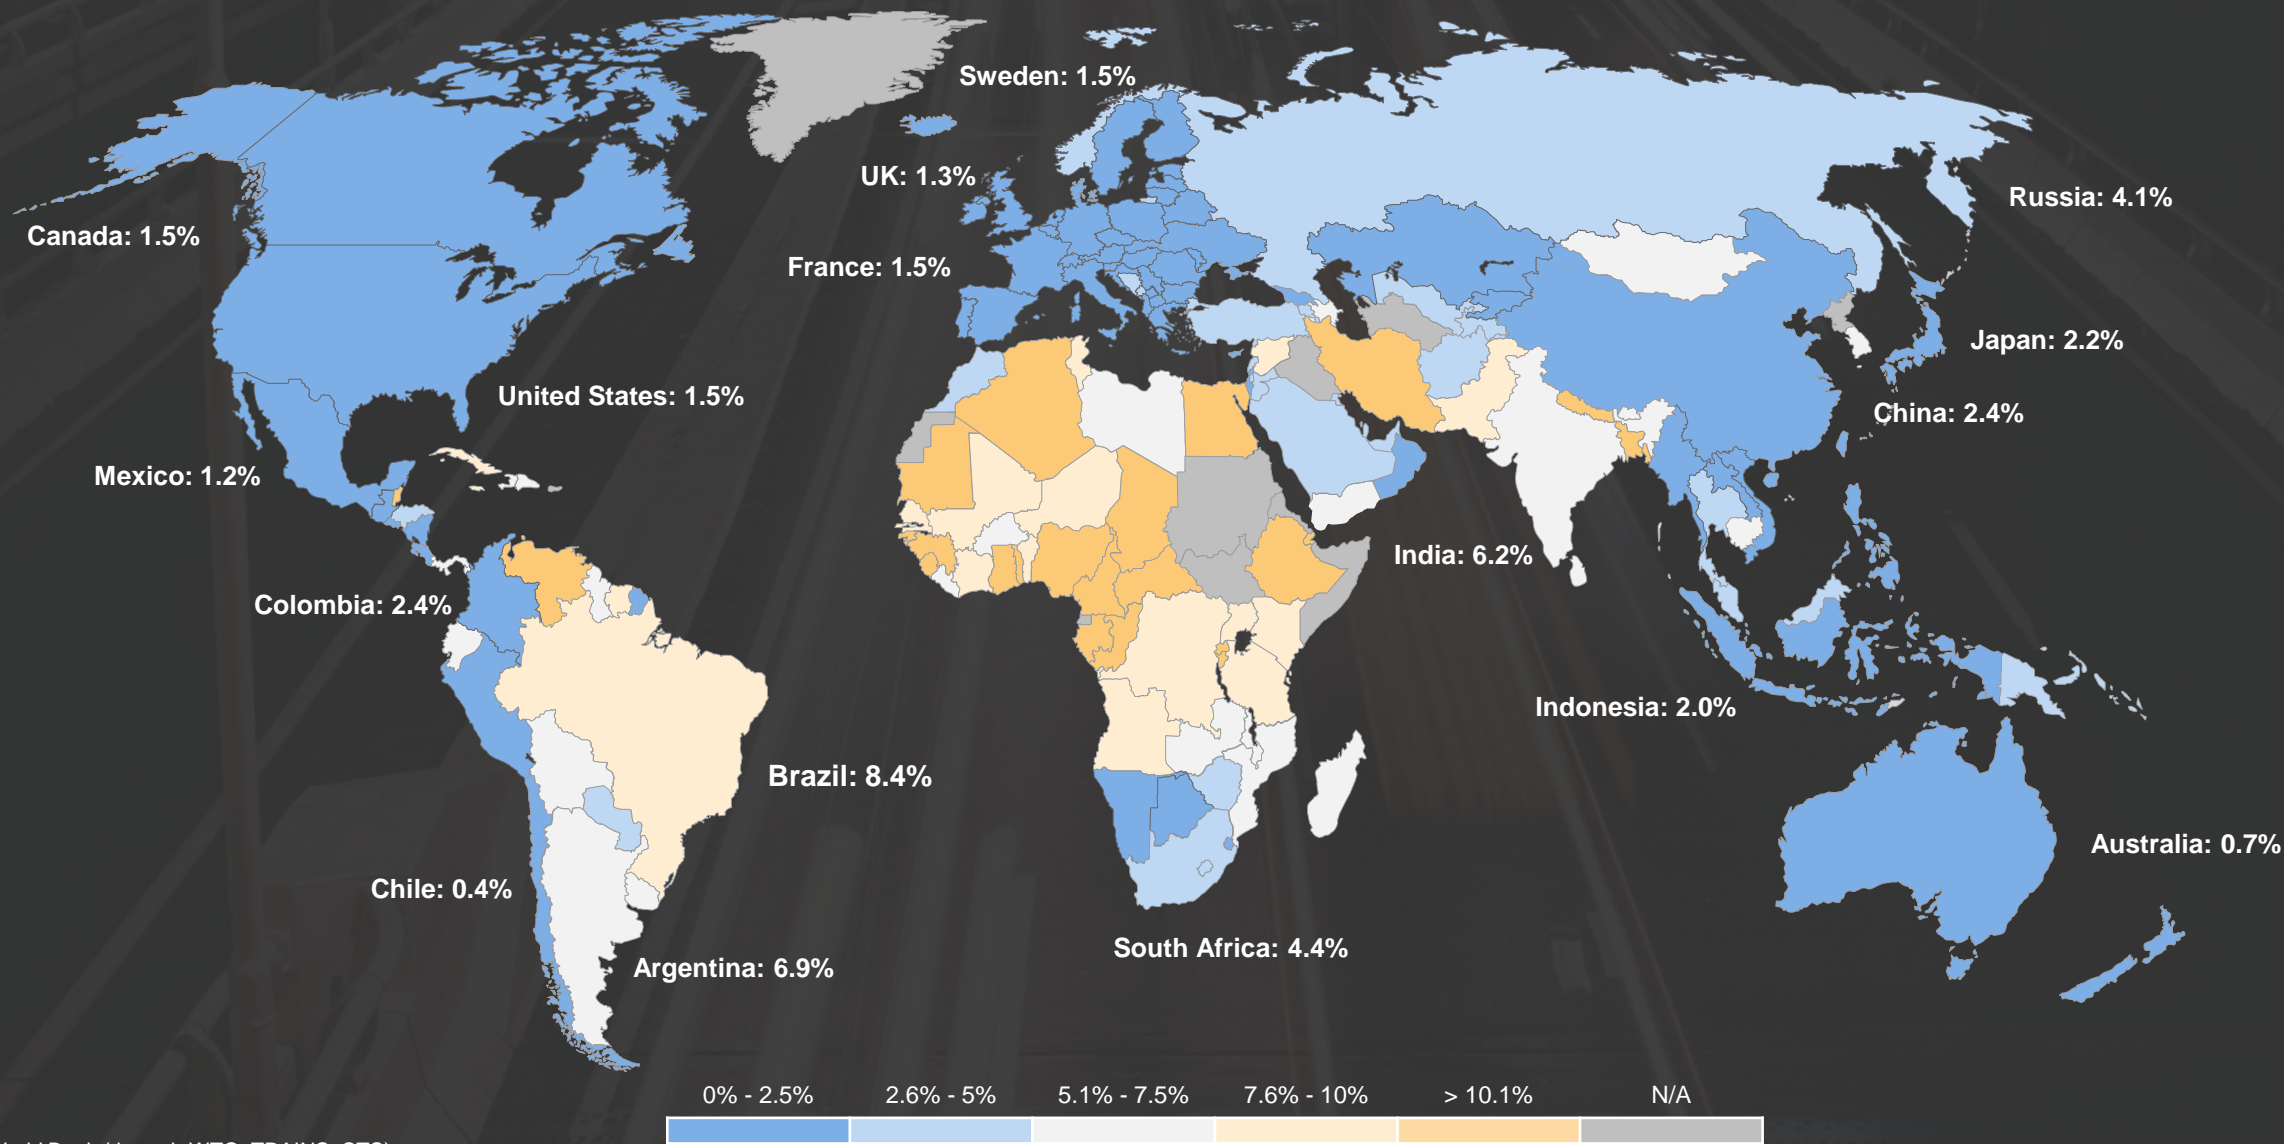 Sweden: 1.5%
UK: 1.3%
Russia: 4.1%
Canada: 1.5%
France: 1.5%
Japan: 2.2%
United States: 1.5%
China: 2.4%
Mexico: 1.2%
India: 6.2%
Colombia: 2.4%
Indonesia: 2.0%
Brazil: 8.4%
Australia: 0.7%
Chile: 0.4%
South Africa: 4.4%
Argentina: 6.9%
0% - 2.5% 2.6% - 5% 5.1% - 7.5% 7.6% - 10% > 10.1% N/A